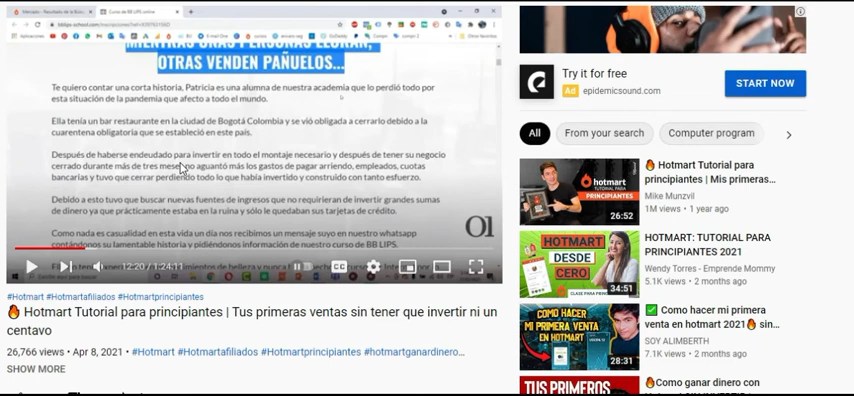 Curso de BB LIPS online
MIENTRAS UNAS PERSONAS LLORAN,
OTRAS VENDEN PAÑUELOS...
Te quiero contar una corta historia, Patricia es una alumna de nuestra academia que lo perdió todo por
esta situación de la pandemia que afecto a todo el mundo.
Ella tenía un bar restaurante en la ciudad de Bogotá Colombia y se vió obligada a cerrarlo debido a la
cuarentena obligatoria que se estableció en este país.
Después de haberse endeudado para invertir en todo el montaje necesario y después de tener su negocio
cerrado durante más de tres meses no aguantó más los gastos de pagar arriendo, empleados, cuotas
bancarias y tuvo que cerrar perdiendo todo lo que había invertido y construido con tanto esfuerzo.
Debido a esto tuvo que buscar nuevas fuentes de ingresos que no requirieran de invertir grandes sumas
de dinero ya que prácticamente estaba en la ruina y sólo le quedaban sus tarjetas de crédito.
Como nada es casualidad en esta vida un día nos recibimos un mensaje suyo en nuestro whatsapp
contándonos su lamentable historia y pidiéndonos información de nuestro curso de BB LIPS.
12:20 / 1:24:11
CC
#Hotmart #Hotmartafiliados #Hotmartprincipiantes
🔥 Hotmart Tutorial para principiantes | Tus primeras ventas sin tener que invertir ni un
centavo
26,766 views • Apr 8, 2021 • #Hotmart #Hotmartafiliados #Hotmartprincipiantes #hotmartganardinero...
SHOW MORE
Try it for free
Ad epidemicsound.com
START NOW
All
From your search
Computer program
hotmart
TUTORIAL PARA
PRINCIPIANTES
26:52
🔥 Hotmart Tutorial para
principiantes | Mis primeras...
Mike Munzvil
1M views • 1 year ago
HOTMART
DESDE
CERO
34:51
HOTMART: TUTORIAL PARA
PRINCIPIANTES 2021
Wendy Torres - Emprende Mommy
5.1K views • 2 months ago
COMO HACER
MI PRIMERA
VENTA EN
HOTMART
28:31
✅ Como hacer mi primera
venta en hotmart 2021🔥 sin...
SOY ALIMBERTH
7.1K views • 2 months ago
TUS PRIMEROS
🔥Como ganar dinero con